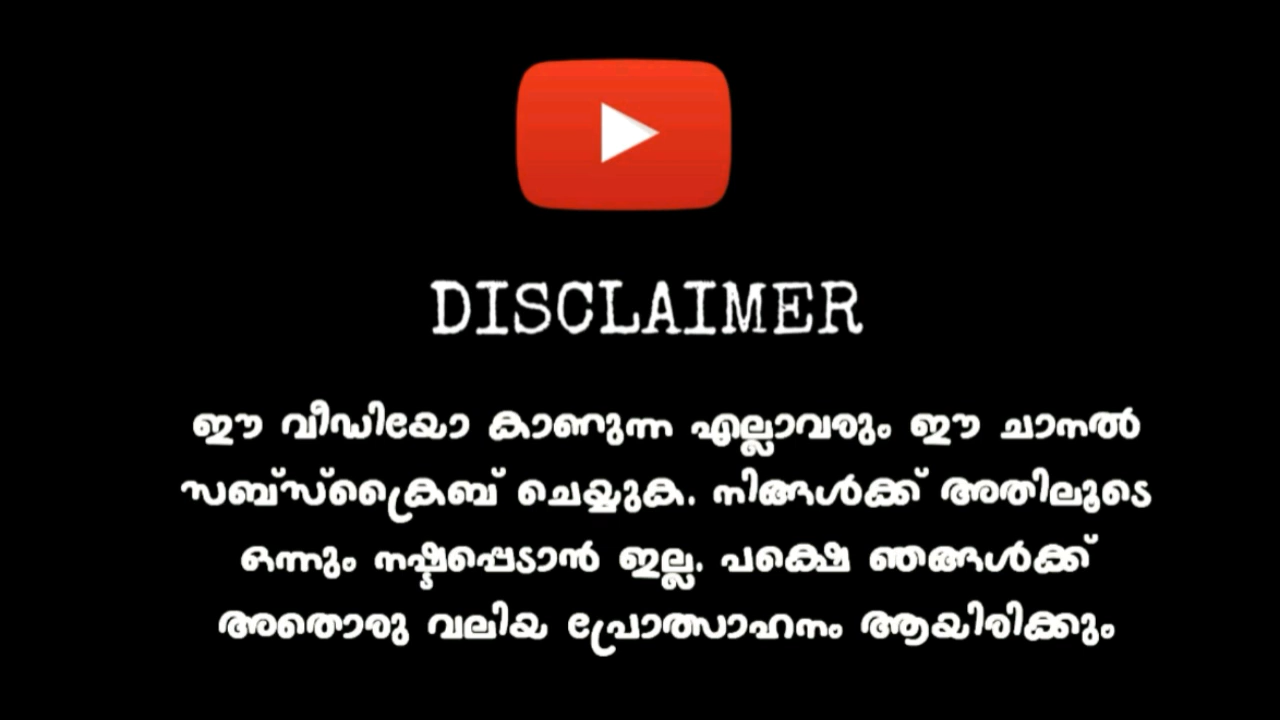 DISCLAIMER
ഈ വീഡിയോ കാണുന്ന എല്ലാവരും ഈ ചാനൽ
സബ്സ്ക്രൈബ് ചെയ്യുക. നിങ്ങൾക്ക് അതിലൂടെ
ഒന്നും നഷ്ടപ്പെടാൻ ഇല്ല. പക്ഷെ ഞങ്ങൾക്ക്
അതൊരു വലിയ പ്രോത്സാഹനം ആയിരിക്കും